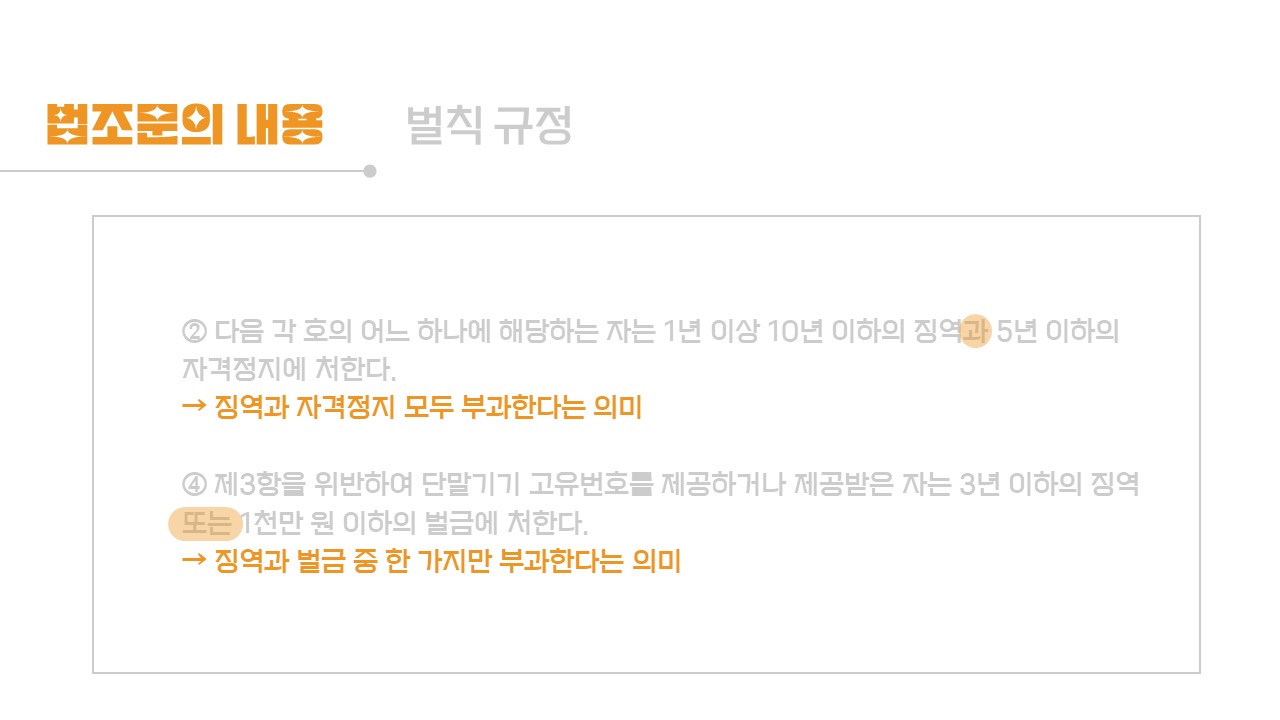 법조문의 내용 벌칙 규정
② 다음 각 호의 어느 하나에 해당하는 자는 1년 이상 10년 이하의 징역과 5년 이하의
자격정지에 처한다.
→ 징역과 자격정지 모두 부과한다는 의미
④ 제3항을 위반하여 단말기기 고유번호를 제공하거나 제공받은 자는 3년 이하의 징역
또는 1천만 원 이하의 벌금에 처한다.
→ 징역과 벌금 중 한 가지만 부과한다는 의미